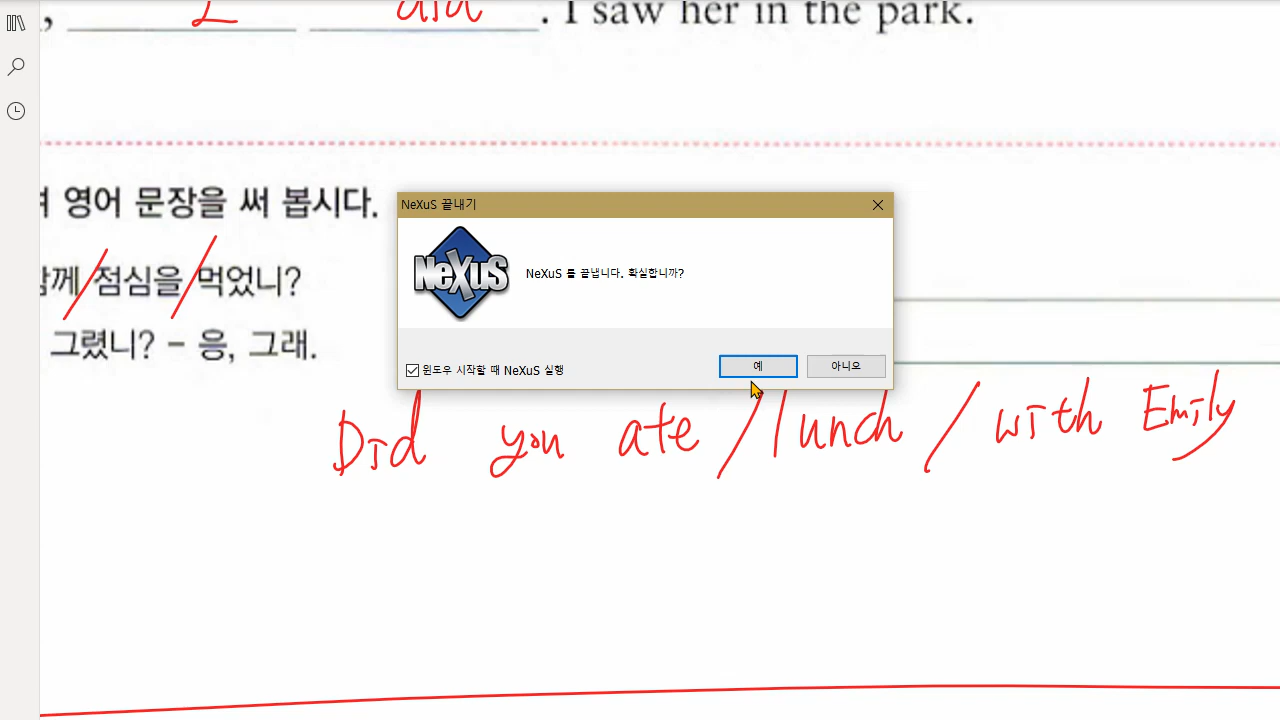 , I did. I saw her in the park.
영어 문장을 써 봅시다.
NeXuS 끝내기
NeXuS
NeXuS 를 끝냅니다. 확실합니까?
점심을 먹었니?
그렸니? – 응, 그래.
윈도우 시작할 때 NeXuS 실행
예
아니오
Did you ate / lunch / with Emily